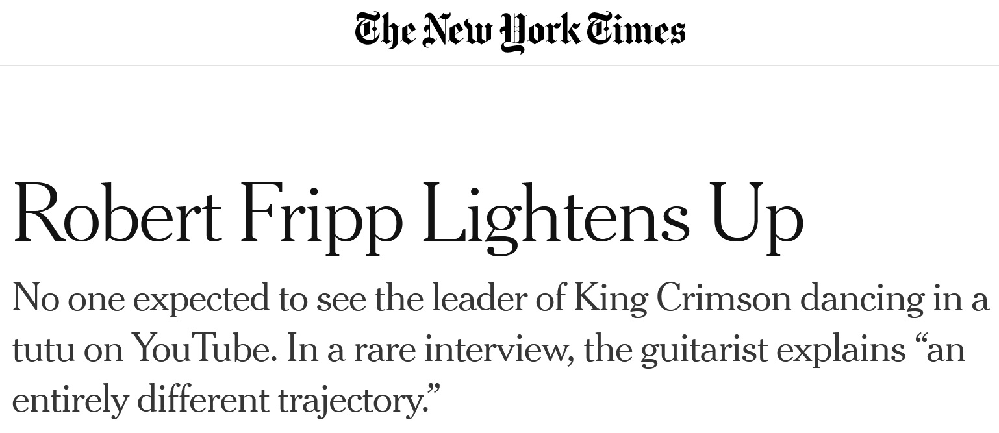 The New York Times
Robert Fripp Lightens Up
No one expected to see the leader of King Crimson dancing in a
tutu on YouTube. In a rare interview, the guitarist explains “an
entirely different trajectory.”